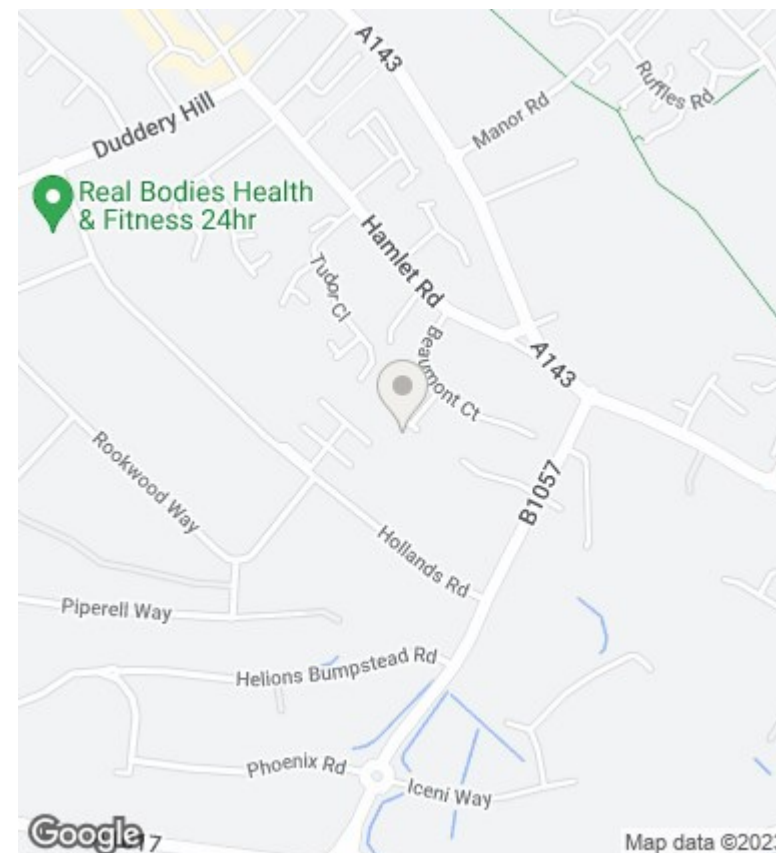 A143
Ruffles Rd
Manor Rd
Duddery Hill
Real Bodies Health
& Fitness 24hr
Hamlet Rd
Tudor Cl
A143
Beaumont Ct
Rookwood Way
B1057
Hollands Rd
Piperell Way
Helions Bumpstead Rd
Phoenix Rd
Iceni Way
Google
Map data ©2023